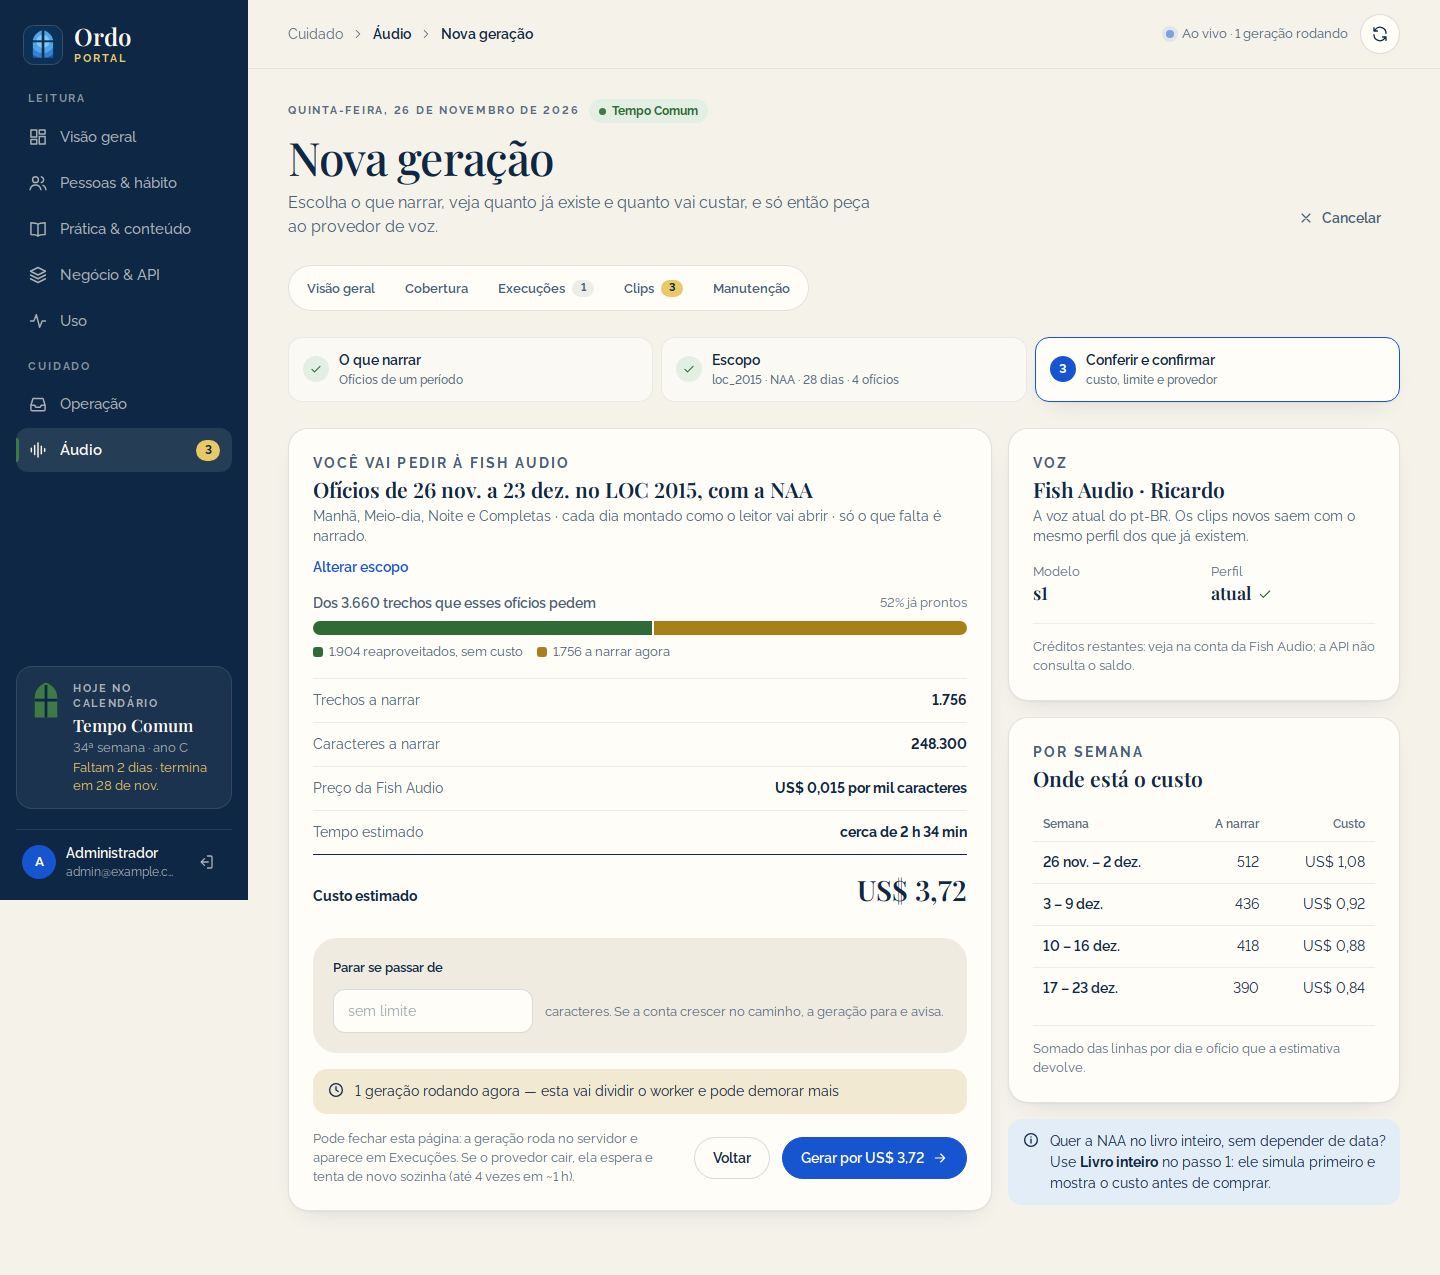 Ordo
PORTAL
LEITURA
Visão geral
Pessoas & hábito
Prática & conteúdo
Negócio & API
Uso
CUIDADO
Operação
Áudio
3
HOJE NO
CALENDÁRIO
Tempo Comum
34ª semana · ano C
Faltam 2 dias · termina
em 28 de nov.
A
Administrador
admin@example.c…
Cuidado
Áudio
Nova geração
Ao vivo · 1 geração rodando
QUINTA-FEIRA, 26 DE NOVEMBRO DE 2026
Tempo Comum
Nova geração
Escolha o que narrar, veja quanto já existe e quanto vai custar, e só então peça
ao provedor de voz.
Cancelar
Visão geral
Cobertura
Execuções 1
Clips 3
Manutenção
O que narrar
Ofícios de um período
Escopo
loc_2015 · NAA · 28 dias · 4 ofícios
3
Conferir e confirmar
custo, limite e provedor
VOCÊ VAI PEDIR À FISH AUDIO
Ofícios de 26 nov. a 23 dez. no LOC 2015, com a NAA
Manhã, Meio-dia, Noite e Completas · cada dia montado como o leitor vai abrir · só o que falta é
narrado.
Alterar escopo
Dos 3.660 trechos que esses ofícios pedem
52% já prontos
1.904 reaproveitados, sem custo
1.756 a narrar agora
Trechos a narrar
1.756
Caracteres a narrar
248.300
Preço da Fish Audio
US$ 0,015 por mil caracteres
Tempo estimado
cerca de 2 h 34 min
Custo estimado
US$ 3,72
Parar se passar de
sem limite
caracteres. Se a conta crescer no caminho, a geração para e avisa.
1 geração rodando agora — esta vai dividir o worker e pode demorar mais
Pode fechar esta página: a geração roda no servidor e
aparece em Execuções. Se o provedor cair, ela espera e
tenta de novo sozinha (até 4 vezes em ~1 h).
Voltar
Gerar por US$ 3,72
VOZ
Fish Audio · Ricardo
A voz atual do pt-BR. Os clips novos saem com o
mesmo perfil dos que já existem.
Modelo
s1
Perfil
atual
Créditos restantes: veja na conta da Fish Audio; a API não
consulta o saldo.
POR SEMANA
Onde está o custo
Semana
A narrar
Custo
26 nov. – 2 dez.
512
US$ 1,08
3 – 9 dez.
436
US$ 0,92
10 – 16 dez.
418
US$ 0,88
17 – 23 dez.
390
US$ 0,84
Somado das linhas por dia e ofício que a estimativa
devolve.
Quer a NAA no livro inteiro, sem depender de data?
Use Livro inteiro no passo 1: ele simula primeiro e
mostra o custo antes de comprar.